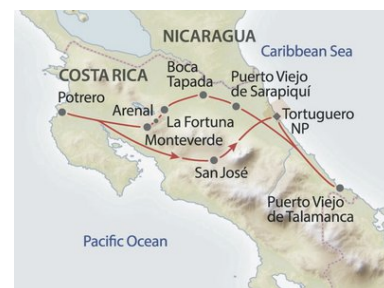 NICARAGUA
Caribbean Sea
Boca
Tapada
COSTA RICA
Puerto Viejo
de Sarapiquí
Potrero
Arenal
La Fortuna
Tortuguero
NP
Monteverde
San José
Puerto Viejo
de Talamanca
Pacific Ocean